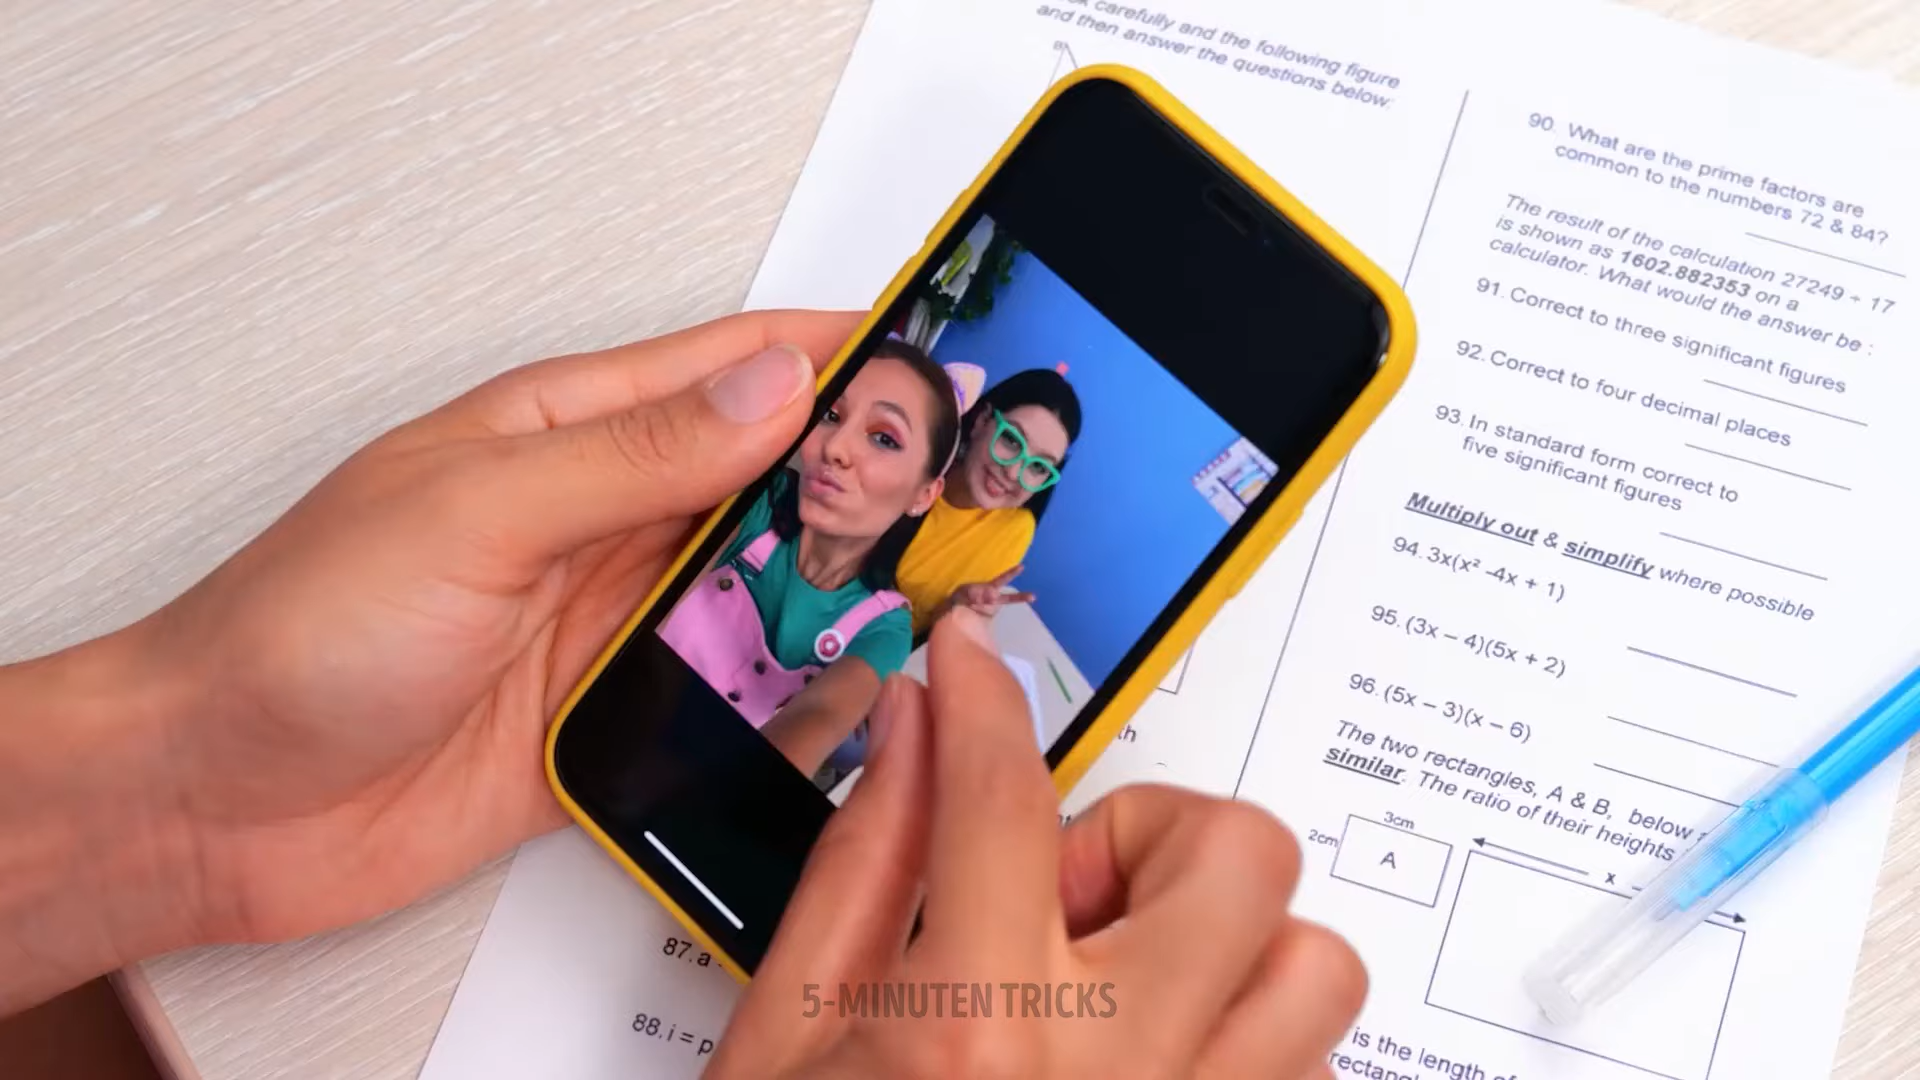 carefully and the following figure
and then answer the questions below:
90. What are the prime factors are
common to the numbers 72 & 84?
The result of the calculation 27249 ÷ 17
is shown as 1602.882353 on a
calculator. What would the answer be :
91. Correct to three significant figures
92. Correct to four decimal places
93. In standard form correct to
five significant figures
Multiply out & simplify where possible
94. 3x(x² -4x + 1)
95. (3x – 4)(5x + 2)
96. (5x – 3)(x – 6)
The two rectangles, A & B, below
similar. The ratio of their heights
3cm
2cm
A
x
is the length
87. a
88. i = p
5-MINUTEN TRICKS